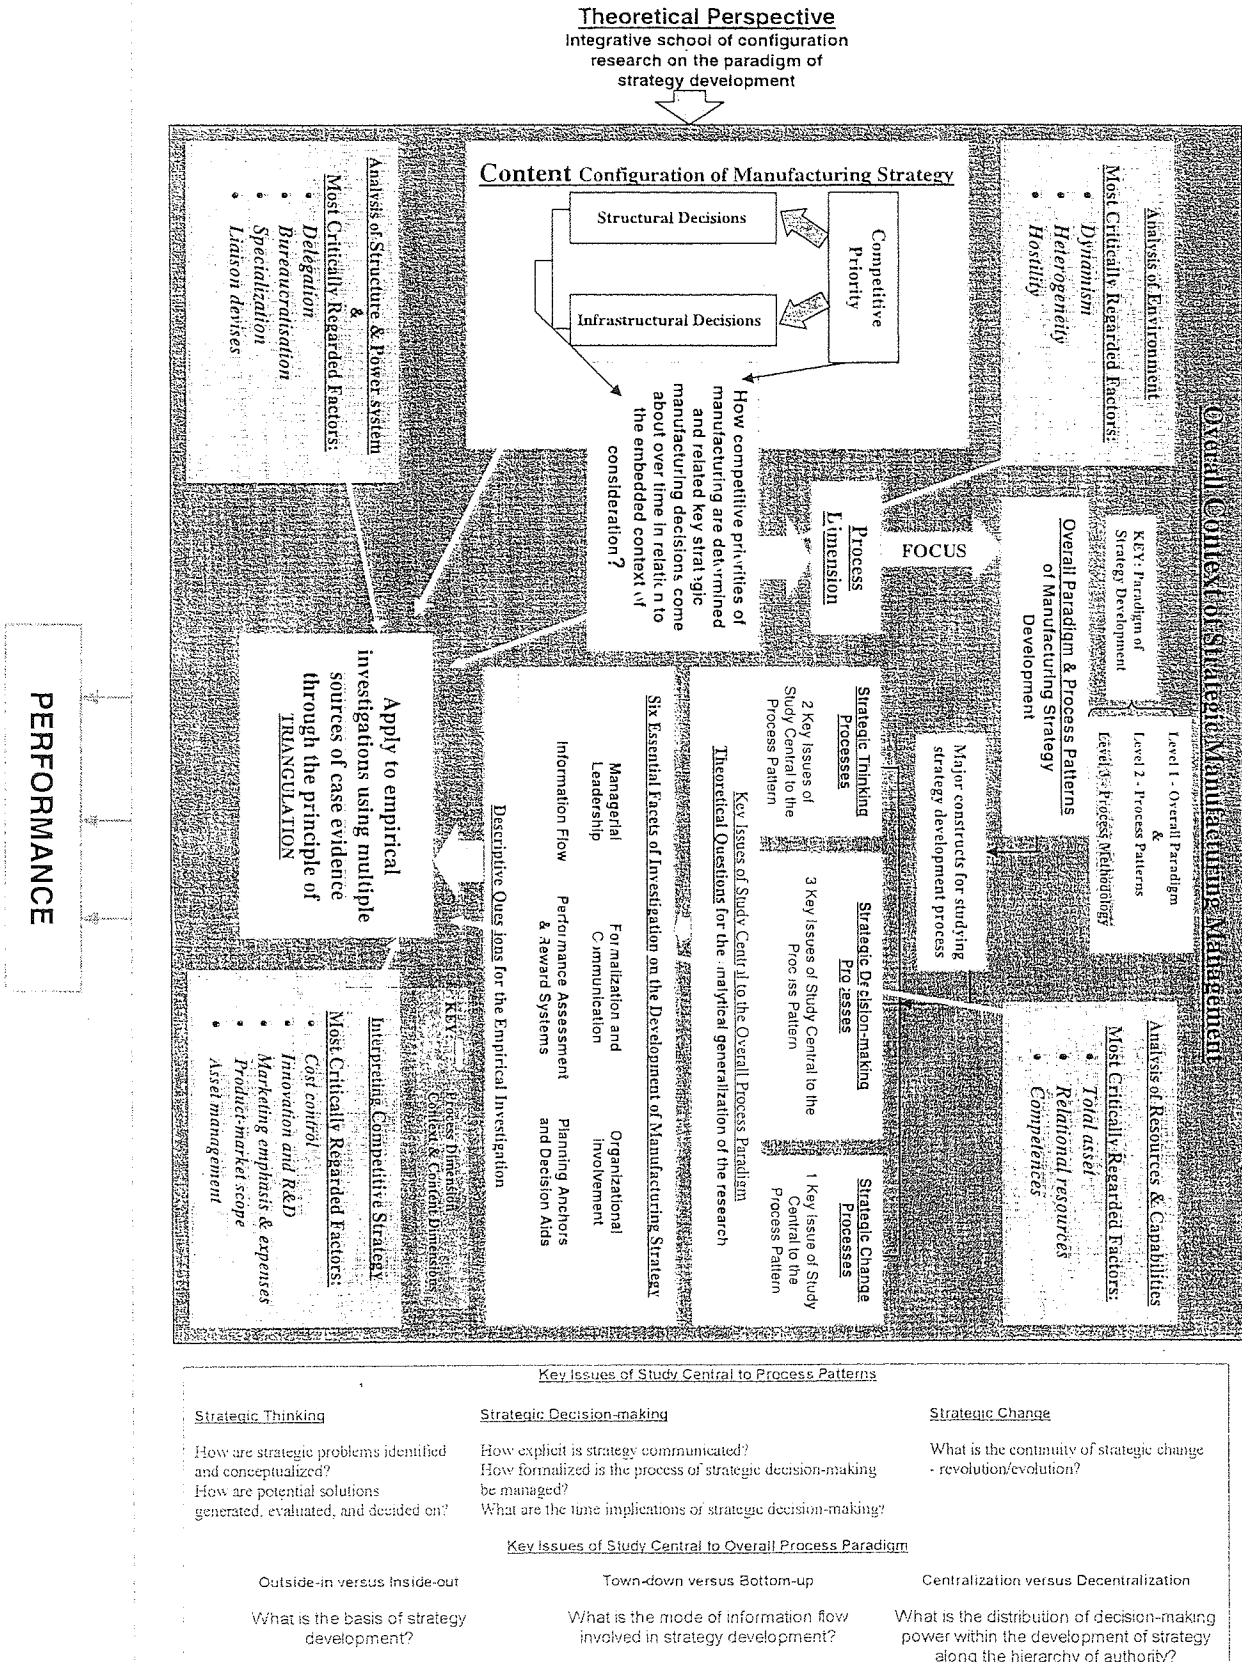 Theoretical Perspective
Integrative school of configuration
research on the paradigm of
strategy development
Overall Context of Strategic Manufacturing Management
Analysis of Structure & Power system
&
Most Critically Regarded Factors:
• Delegation
• Bureaucratisation
• Specialization
• Liaison devises
Content Configuration of Manufacturing Strategy
Structural Decisions
Infrastructural Decisions
Competitive
Priority
Analysis of Environment
Most Critically Regarded Factors:
• Dynamism
• Heterogeneity
• Hostility
How competitive priorities of
manufacturing are determined
and related key strategic
manufacturing decisions come
about over time in relation to
the embedded context of
consideration?
Process
Dimension
FOCUS
Overall Paradigm & Process Patterns
of Manufacturing Strategy
Development
KEY: Paradigm of
Strategy Development
Level 1 - Overall Paradigm
&
Level 2 - Process Patterns
Level 3 - Process Methodology
Major constructs for studying
strategy development process
Analysis of Resources & Capabilities
Most Critically Regarded Factors:
• Total asset
• Relational resources
• Competences
Strategic Thinking
Processes
2 Key Issues of
Study Central to the
Process Pattern
Strategic Decision-making
Processes
3 Key Issues of Study Central to the
Process Pattern
Strategic Change
Processes
1 Key Issue of Study
Central to the
Process Pattern
Key Issues of Study Central to the Overall Process Paradigm
Theoretical Questions for the analytical generalization of the research
Six Essential Facets of Investigation on the Development of Manufacturing Strategy
Managerial
Leadership
Formalization and
Communication
Organizational
involvement
Information Flow
Performance Assessment
& Reward Systems
Planning Anchors
and Decision Aids
Descriptive Questions for the Empirical Investigation
Apply to empirical
investigations using multiple
sources of case evidence
through the principle of
TRIANGULATION
KEY:
Process Dimension
Context & Content Dimensions
Interpreting Competitive Strategy
Most Critically Regarded Factors:
• Cost control
• Innovation and R&D
• Marketing emphasis & expenses
• Product-market scope
• Asset management
PERFORMANCE
Key Issues of Study Central to Process Patterns
Strategic Thinking
How are strategic problems identified
and conceptualized?
How are potential solutions
generated, evaluated, and decided on?
Strategic Decision-making
How explicit is strategy communicated?
How formalized is the process of strategic decision-making
be managed?
What are the time implications of strategic decision-making?
Strategic Change
What is the continuity of strategic change
- revolution/evolution?
Key Issues of Study Central to Overall Process Paradigm
Outside-in versus Inside-out
What is the basis of strategy
development?
Town-down versus Bottom-up
What is the mode of information flow
involved in strategy development?
Centralization versus Decentralization
What is the distribution of decision-making
power within the development of strategy
along the hierarchy of authority?